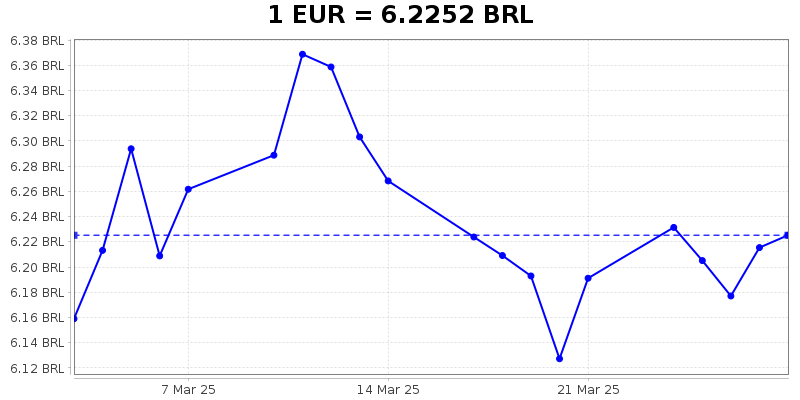 1 EUR = 6.2252 BRL
6.38 BRL
6.36 BRL
6.34 BRL
6.32 BRL
6.30 BRL
6.28 BRL
6.26 BRL
6.24 BRL
6.22 BRL
6.20 BRL
6.18 BRL
6.16 BRL
6.14 BRL
6.12 BRL
7 Mar 25
14 Mar 25
21 Mar 25